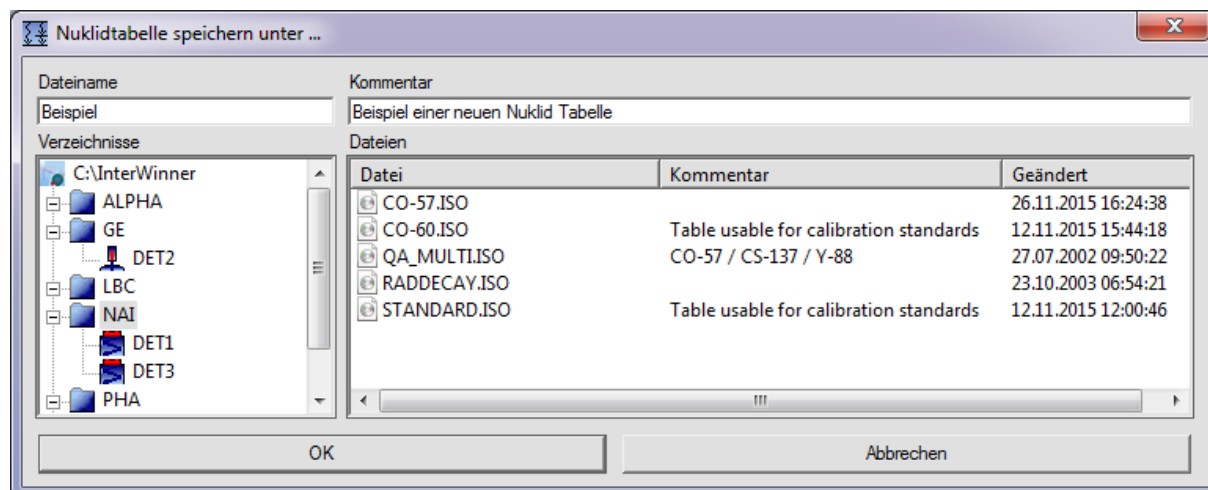 Nuklidtabelle speichern unter ...
Dateiname
Kommentar
Beispiel
Beispiel einer neuen Nuklid Tabelle
Verzeichnisse
Dateien
C:\InterWinner
ALPHA
GE
DET2
LBC
NAI
DET1
DET3
PHA
Datei Kommentar Geändert
CO-57.ISO 26.11.2015 16:24:38
CO-60.ISO Table usable for calibration standards 12.11.2015 15:44:18
QA_MULTI.ISO CO-57 / CS-137 / Y-88 27.07.2002 09:50:22
RADDECAY.ISO 23.10.2003 06:54:21
STANDARD.ISO Table usable for calibration standards 12.11.2015 12:00:46
OK
Abbrechen